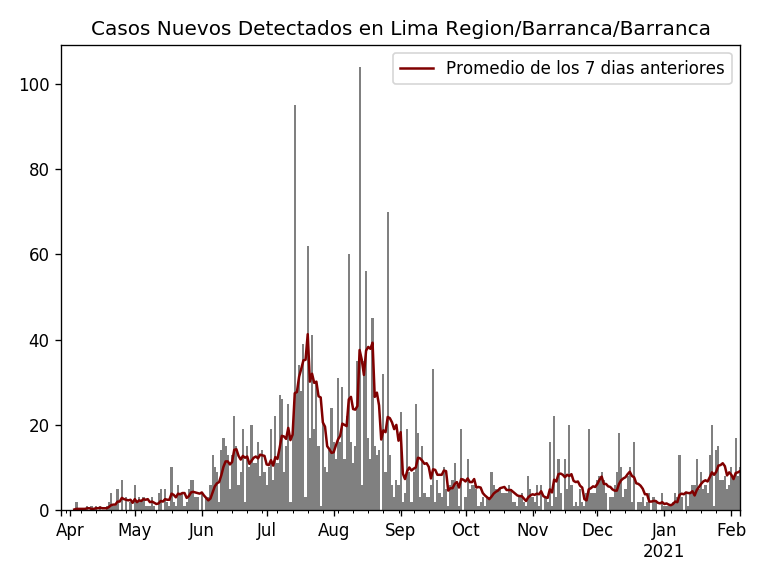 Casos Nuevos Detectados en Lima Region/Barranca/Barranca
Promedio de los 7 dias anteriores
100
80
60
40
20
0
Apr May Jun Jul Aug Sep Oct Nov Dec Jan Feb
2021